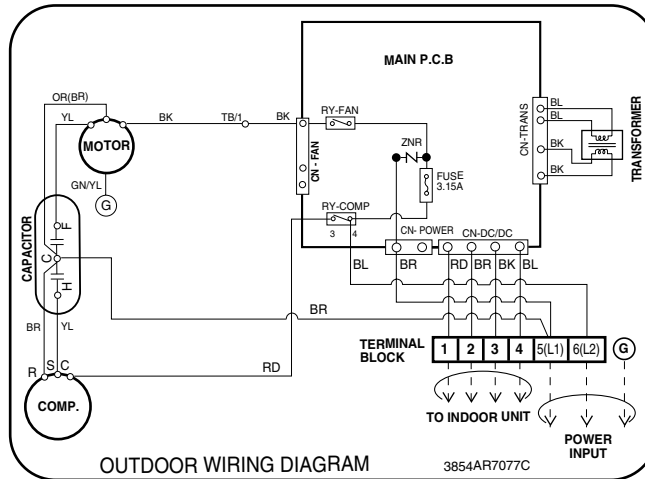 MAIN P.C.B
OR(BR)
YL
BK
TB/1
BK
RY-FAN
ZNR
MOTOR
CN - FAN
FUSE
3.15A
CN-TRANS
BL
BL
BK
BK
TRANSFORMER
GN/YL
G
RY-COMP
3 4
CN- POWER
CN-DC/DC
CAPACITOR
F
C
H
BL
BR
RD
BR
BK
BL
BR
BR
YL
RD
R
S
C
COMP.
TERMINAL
BLOCK
1
2
3
4
5(L1)
6(L2)
G
TO INDOOR UNIT
POWER
INPUT
OUTDOOR WIRING DIAGRAM
3854AR7077C